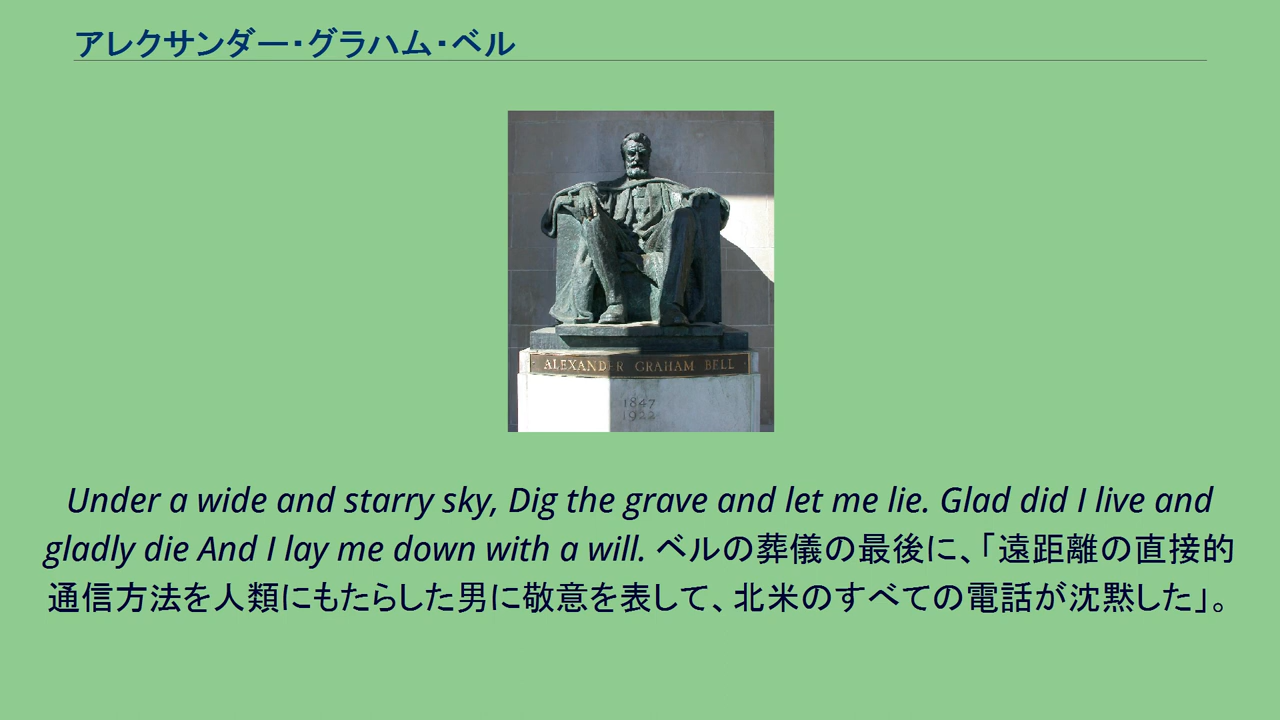 アレクサンダー・グラハム・ベル
ALEXANDER GRAHAM BELL
1847
1922
Under a wide and starry sky, Dig the grave and let me lie. Glad did I live and
gladly die And I lay me down with a will. ベルの葬儀の最後に、「遠距離の直接的
通信方法を人類にもたらした男に敬意を表して、北米のすべての電話が沈黙した」。